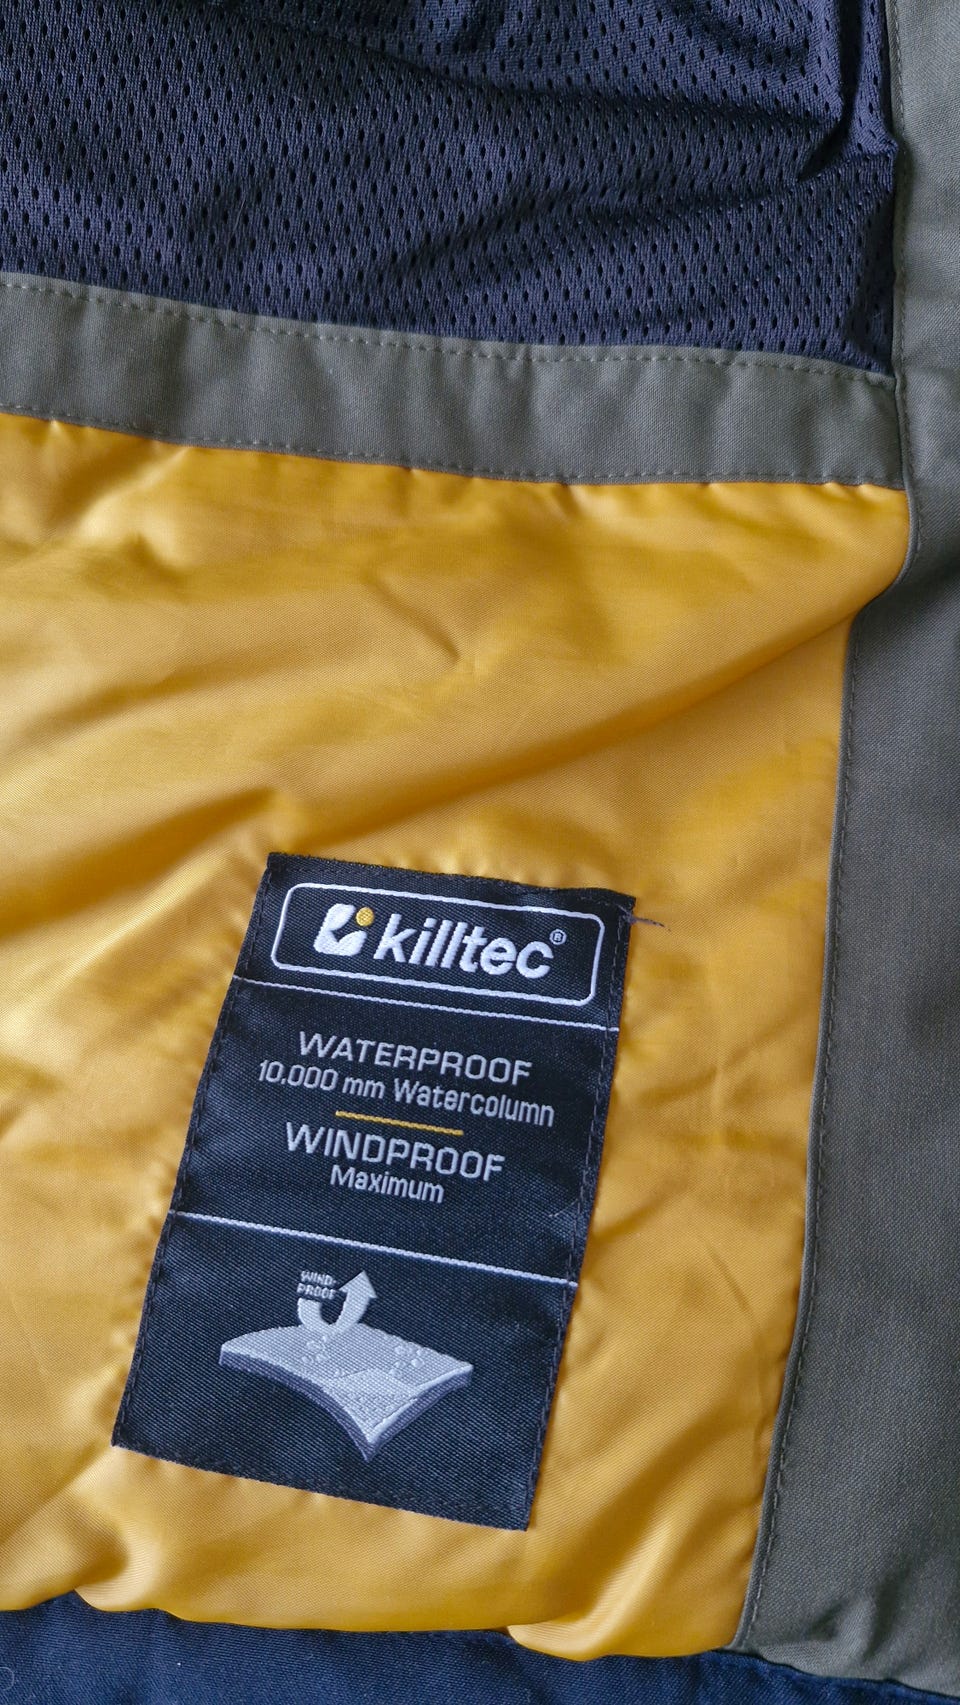 killtec®
WATERPROOF
10.000 mm Watercolumn
WINDPROOF
Maximum
WIND-
PROOF